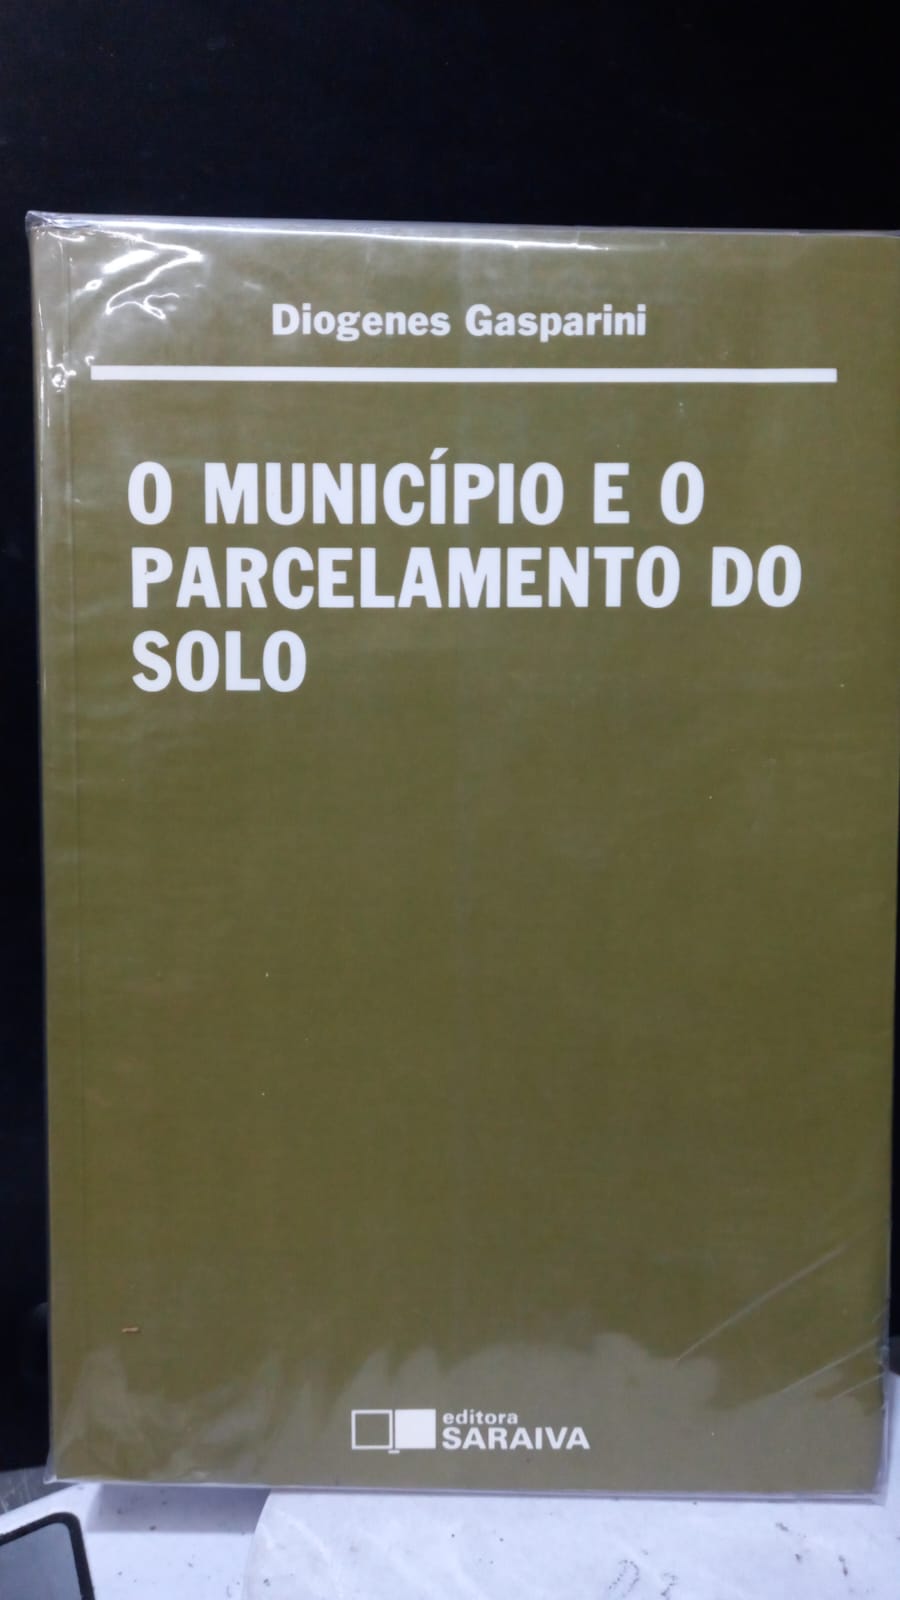 Diogenes Gasparini
O MUNICÍPIO E O
PARCELAMENTO DO
SOLO
editora
SARAIVA